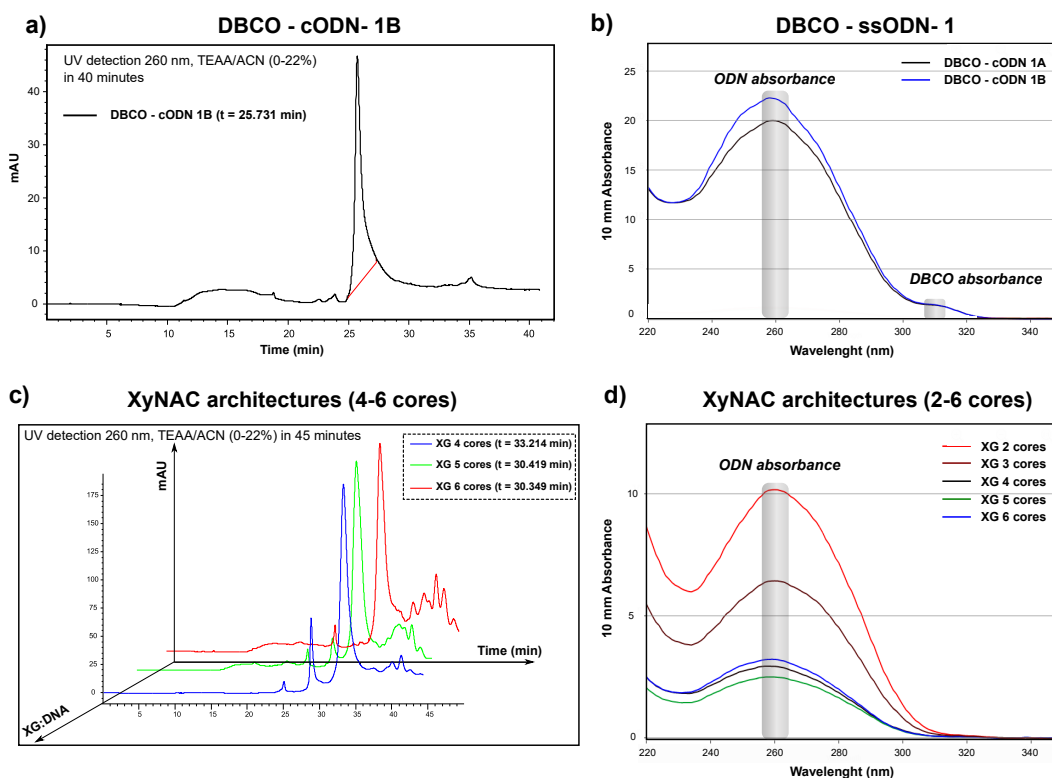 a)
DBCO - cODN- 1B
UV detection 260 nm, TEAA/ACN (0-22%)
in 40 minutes
DBCO - cODN 1B (t = 25.731 min)
mAU
40
30
20
10
0
0
10
15
20
25
30
35
40
Time (min)
b)
DBCO - ssODN- 1
DBCO - cODN 1A
DBCO - cODN 1B
ODN absorbance
DBCO absorbance
10 mm Absorbance
25
20
15
10
5
0
220
240
260
280
300
320
340
Wavelenght (nm)
c)
XyNAC architectures (4-6 cores)
UV detection 260 nm, TEAA/ACN (0-22%) in 45 minutes
XG 4 cores (t = 33.214 min)
XG 5 cores (t = 30.419 min)
XG 6 cores (t = 30.349 min)
mAU
175
150
125
100
75
50
25
0
Time (min)
XG:DNA
5
10
15
20
25
30
35
40
45
d)
XyNAC architectures (2-6 cores)
XG 2 cores
XG 3 cores
XG 4 cores
XG 5 cores
XG 6 cores
ODN absorbance
10 mm Absorbance
10
5
0
220
240
260
280
300
320
340
Wavelenght (nm)